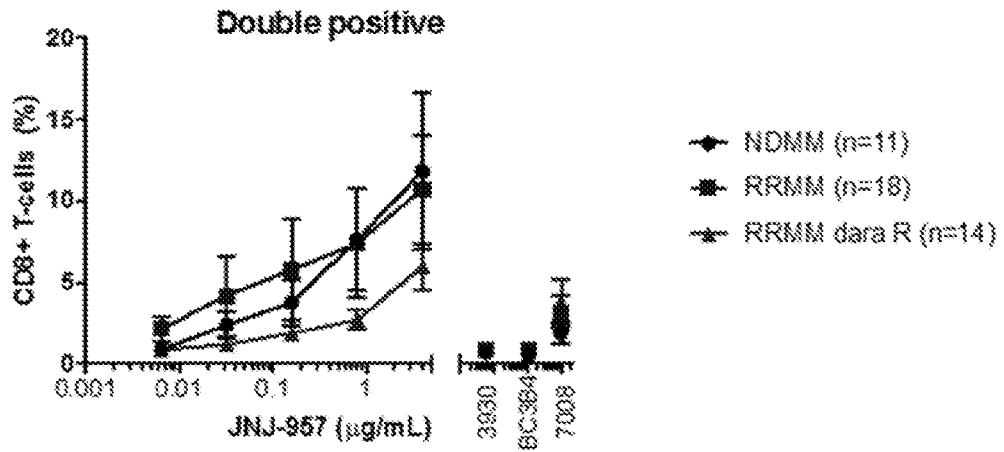 Double positive
CD8+ T-cells (%)
20
15
10
5
0
0.001
0.01
0.1
1
JNJ-957 (µg/mL)
3930
BC3B4
7008
NDMM (n=11)
RRMM (n=18)
RRMM dara R (n=14)